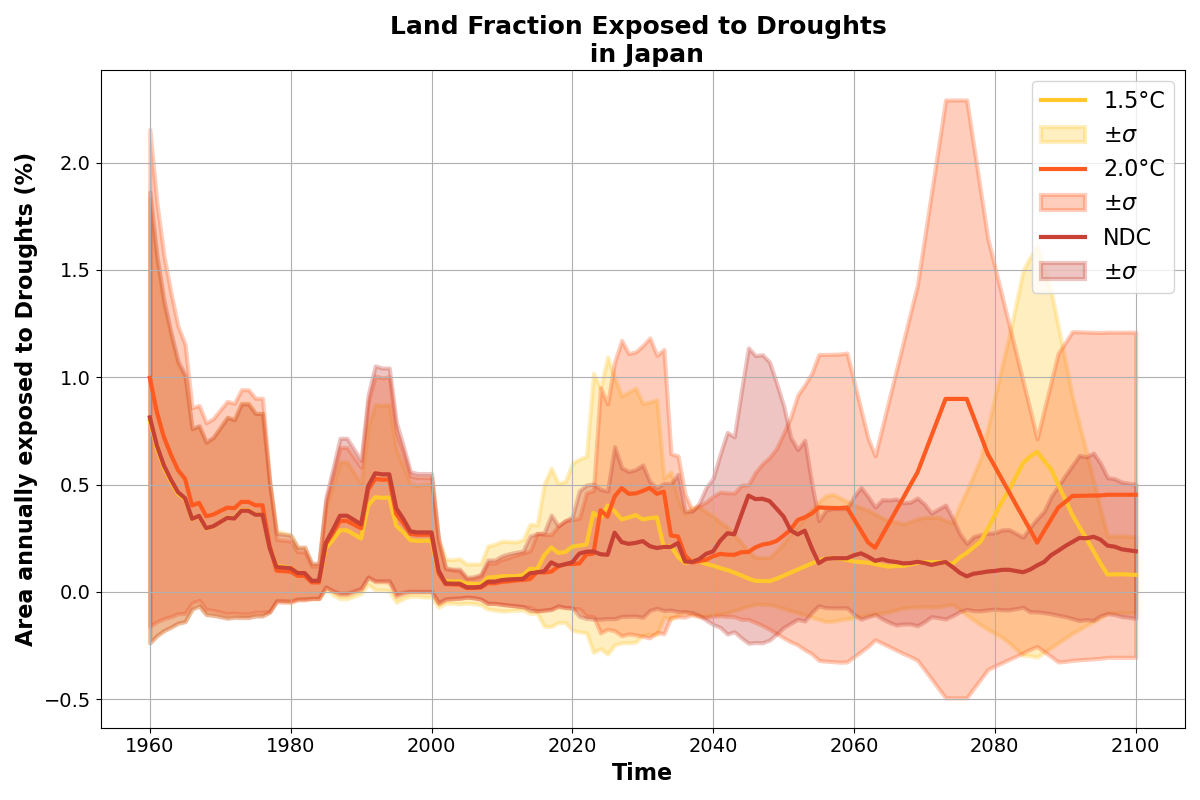 Land Fraction Exposed to Droughts
in Japan
Area annually exposed to Droughts (%)
2.0
1.5
1.0
0.5
0.0
−0.5
1.5°C
±σ
2.0°C
±σ
NDC
±σ
1960 1980 2000 2020 2040 2060 2080 2100
Time